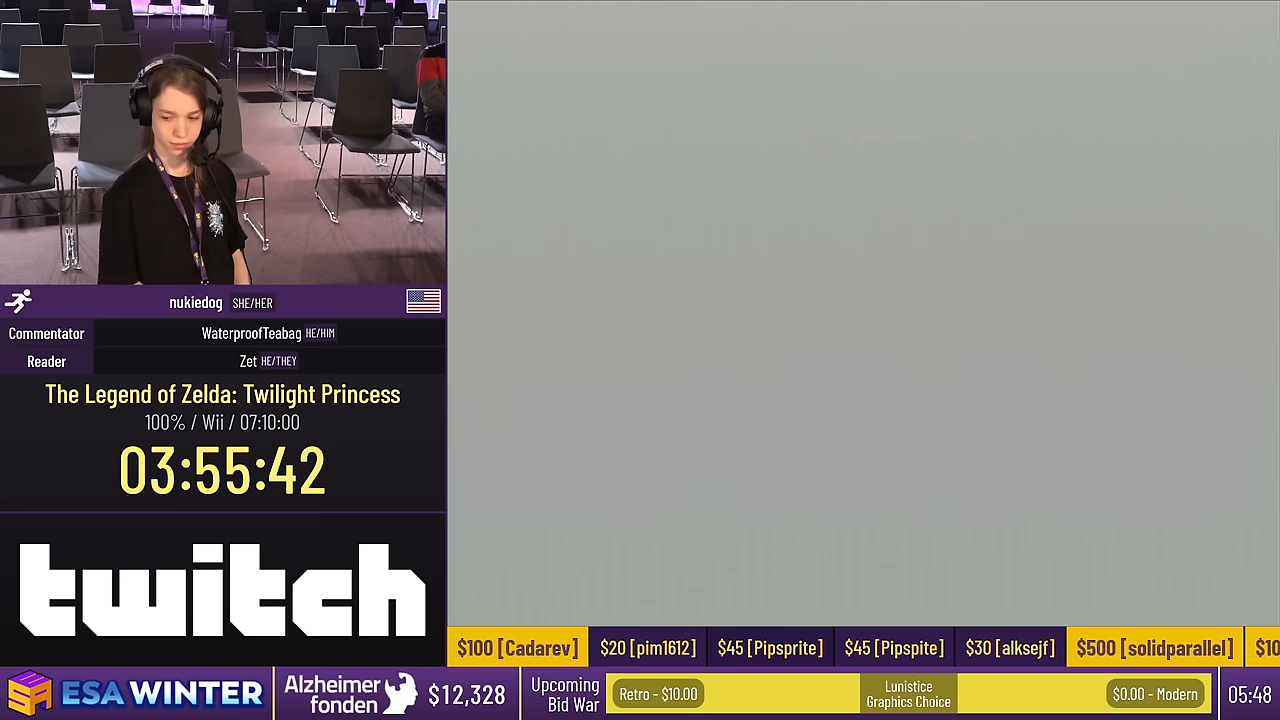 nukiedog SHE/HER
Commentator WaterproofTeabag HE/HIM
Reader Zet HE/THEY
The Legend of Zelda: Twilight Princess
100% / Wii / 07:10:00
03:55:42
twitch
$100 [Cadarev] $20 [pim1612] $45 [Pipsprite] $45 [Pipspite] $30 [alksejf] $500 [solidparallel] $10
ESA WINTER
Alzheimer
fonden
$12,328
Upcoming
Bid War
Retro - $10.00
Lunistice
Graphics Choice
$0.00 - Modern
05:48